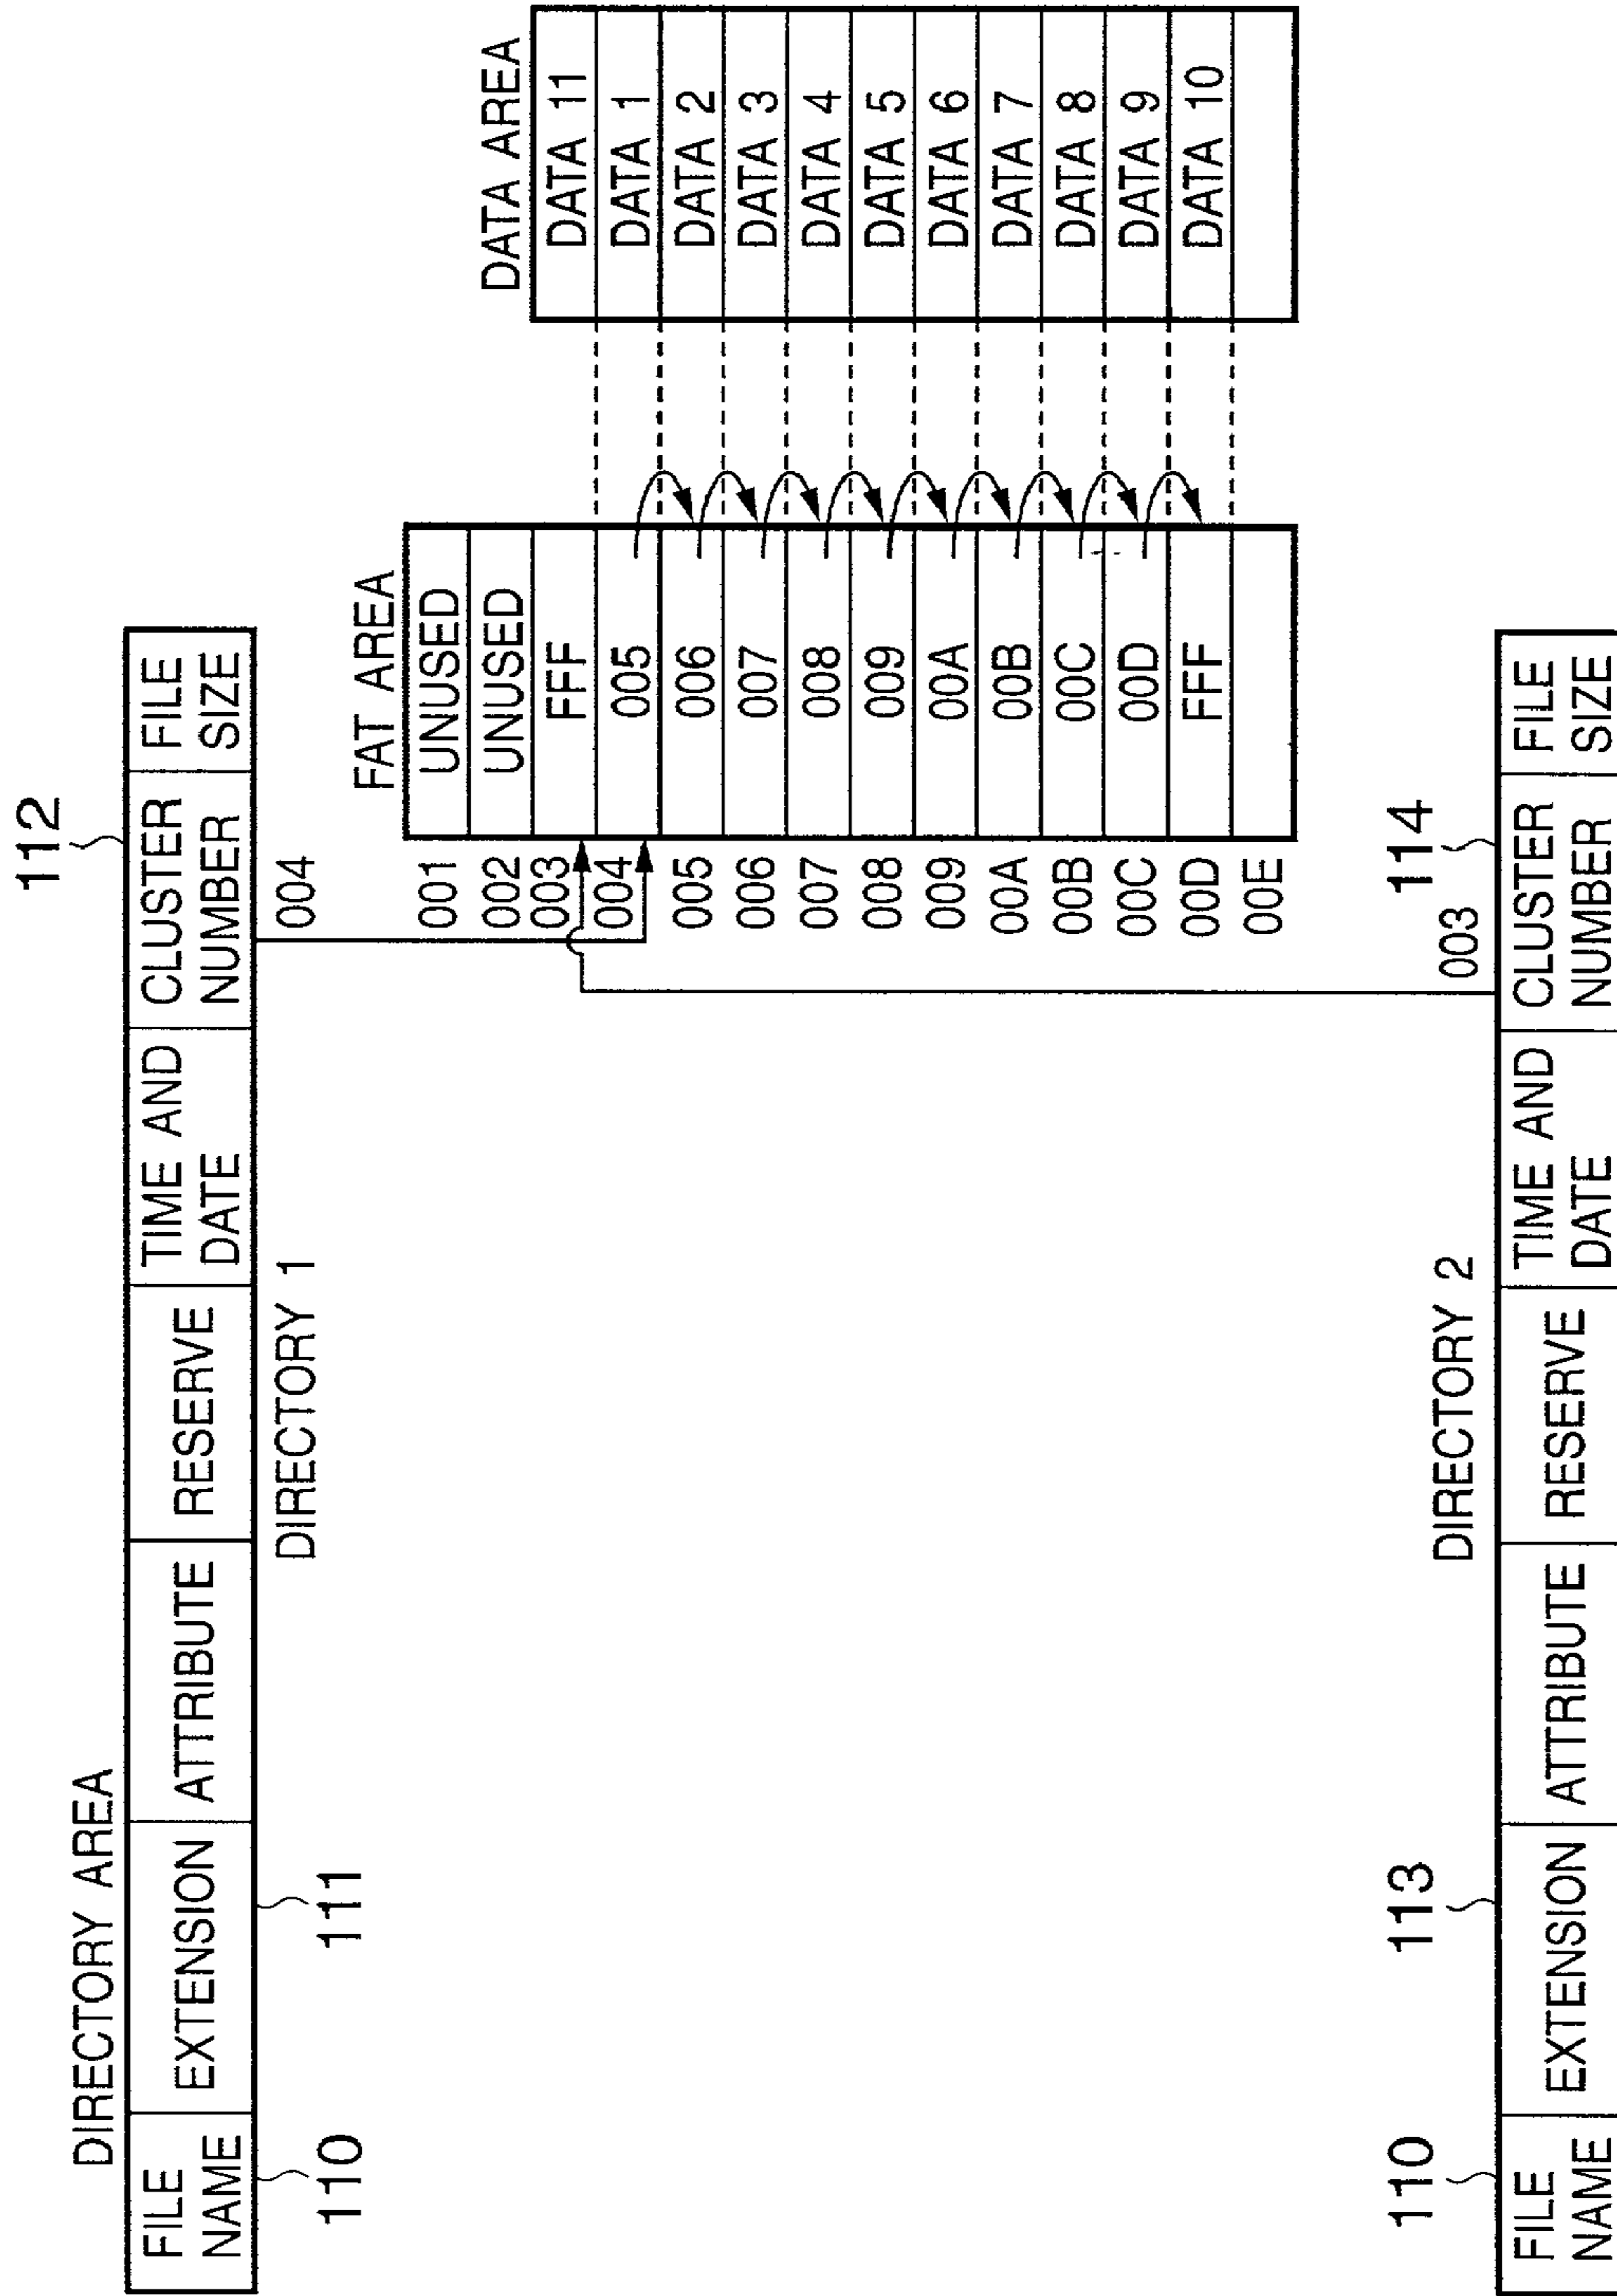 DIRECTORY AREA
112
FILE
NAME
EXTENSION
ATTRIBUTE
RESERVE
TIME AND
DATE
CLUSTER
NUMBER
FILE
SIZE
110
111
DIRECTORY 1
004
FAT AREA
DATA AREA
001 UNUSED
002 UNUSED
003 FFF DATA 11
004 005 DATA 1
005 006 DATA 2
006 007 DATA 3
007 008 DATA 4
008 009 DATA 5
009 00A DATA 6
00A 00B DATA 7
00B 00C DATA 8
00C 00D DATA 9
00D FFF DATA 10
00E
110
113
DIRECTORY 2
114
003
FILE
NAME
EXTENSION
ATTRIBUTE
RESERVE
TIME AND
DATE
CLUSTER
NUMBER
FILE
SIZE